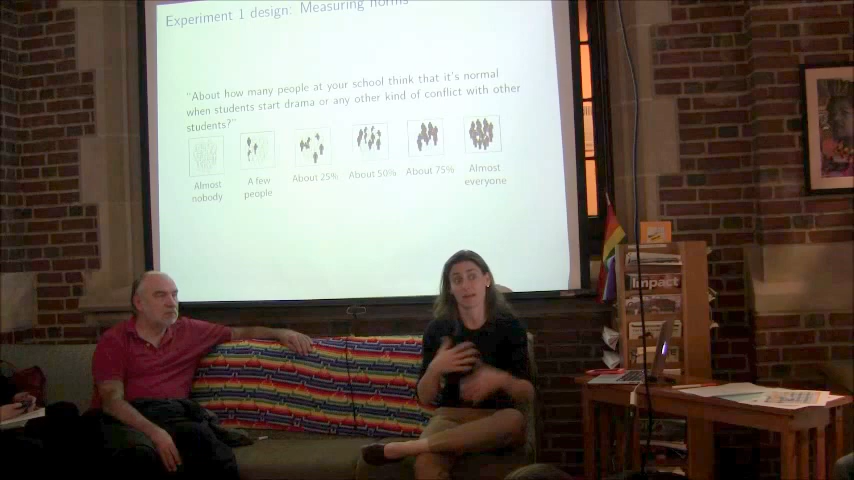 Experiment 1 design: Measuring norms
"About how many people at your school think that it's normal
when students start drama or any other kind of conflict with other
students?"
Almost
nobody
A few
people
About 25%
About 50%
About 75%
Almost
everyone
Impact